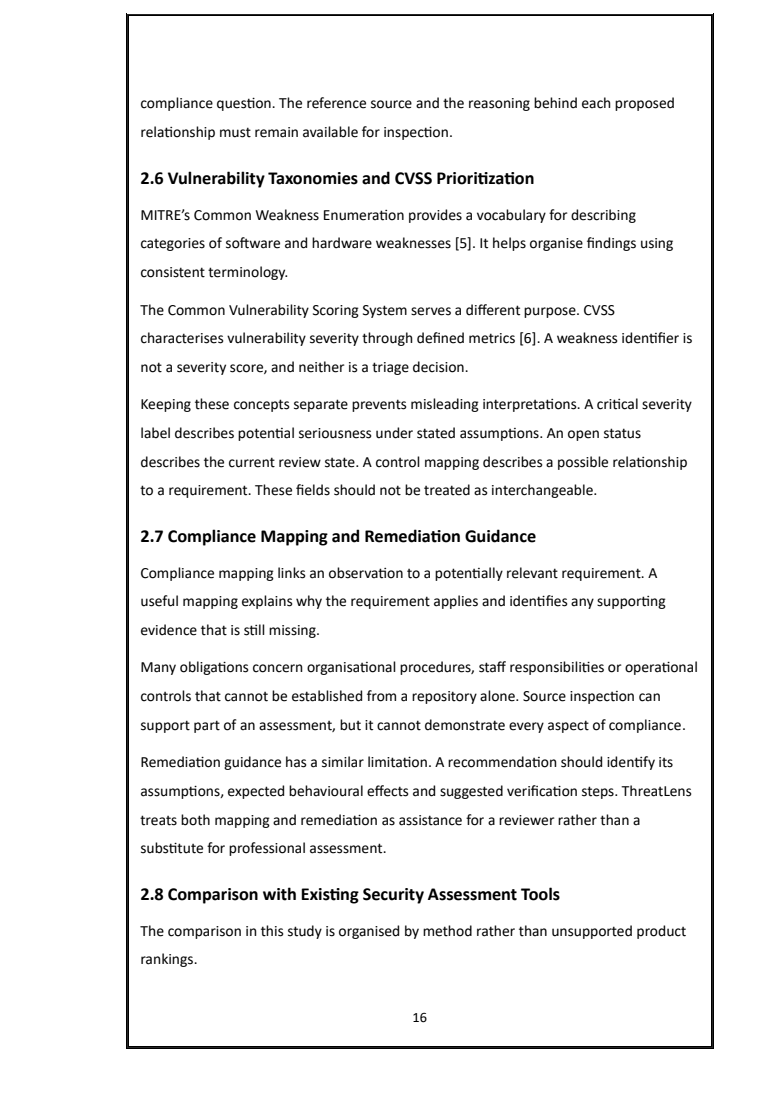 compliance question. The reference source and the reasoning behind each proposed
relationship must remain available for inspection.
2.6 Vulnerability Taxonomies and CVSS Prioritization
MITRE’s Common Weakness Enumeration provides a vocabulary for describing
categories of software and hardware weaknesses [5]. It helps organise findings using
consistent terminology.
The Common Vulnerability Scoring System serves a different purpose. CVSS
characterises vulnerability severity through defined metrics [6]. A weakness identifier is
not a severity score, and neither is a triage decision.
Keeping these concepts separate prevents misleading interpretations. A critical severity
label describes potential seriousness under stated assumptions. An open status
describes the current review state. A control mapping describes a possible relationship
to a requirement. These fields should not be treated as interchangeable.
2.7 Compliance Mapping and Remediation Guidance
Compliance mapping links an observation to a potentially relevant requirement. A
useful mapping explains why the requirement applies and identifies any supporting
evidence that is still missing.
Many obligations concern organisational procedures, staff responsibilities or operational
controls that cannot be established from a repository alone. Source inspection can
support part of an assessment, but it cannot demonstrate every aspect of compliance.
Remediation guidance has a similar limitation. A recommendation should identify its
assumptions, expected behavioural effects and suggested verification steps. ThreatLens
treats both mapping and remediation as assistance for a reviewer rather than a
substitute for professional assessment.
2.8 Comparison with Existing Security Assessment Tools
The comparison in this study is organised by method rather than unsupported product
rankings.
16